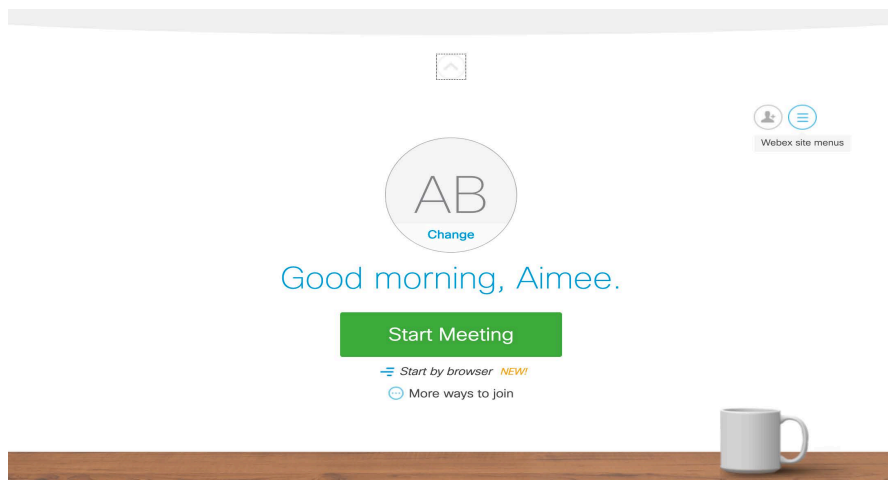 Webex site menus
AB
Change
Good morning, Aimee.
Start Meeting
Start by browser NEW!
More ways to join